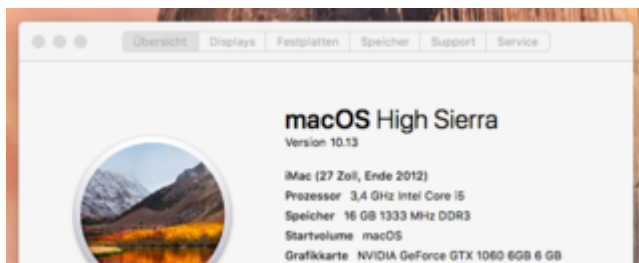 Übersicht Displays Festplatten Speicher Support Service
macOS High Sierra
Version 10.13
iMac (27 Zoll, Ende 2012)
Prozessor 3,4 GHz Intel Core i5
Speicher 16 GB 1333 MHz DDR3
Startvolume macOS
Grafikkarte NVIDIA GeForce GTX 1060 6GB 6 GB